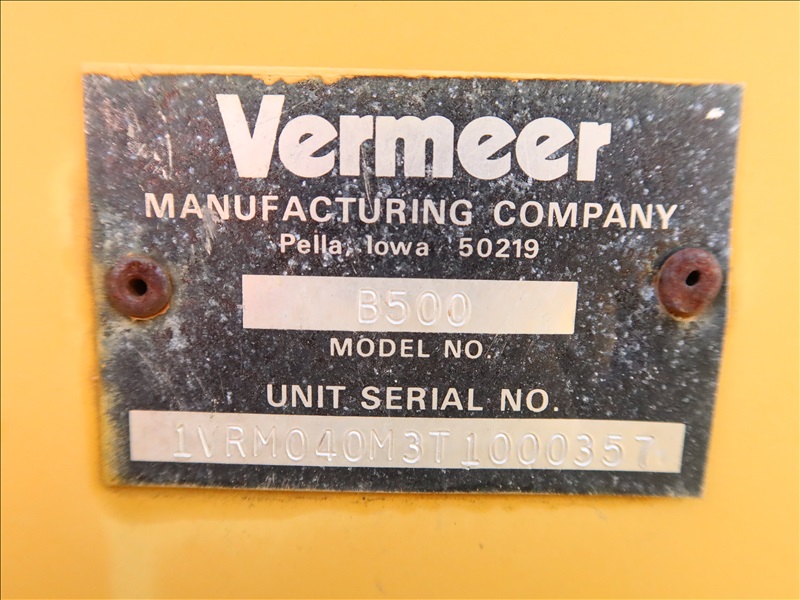 Vermeer
MANUFACTURING COMPANY
Pella, Iowa 50219
B500
MODEL NO.
UNIT SERIAL NO.
1VRM040M3T1000357